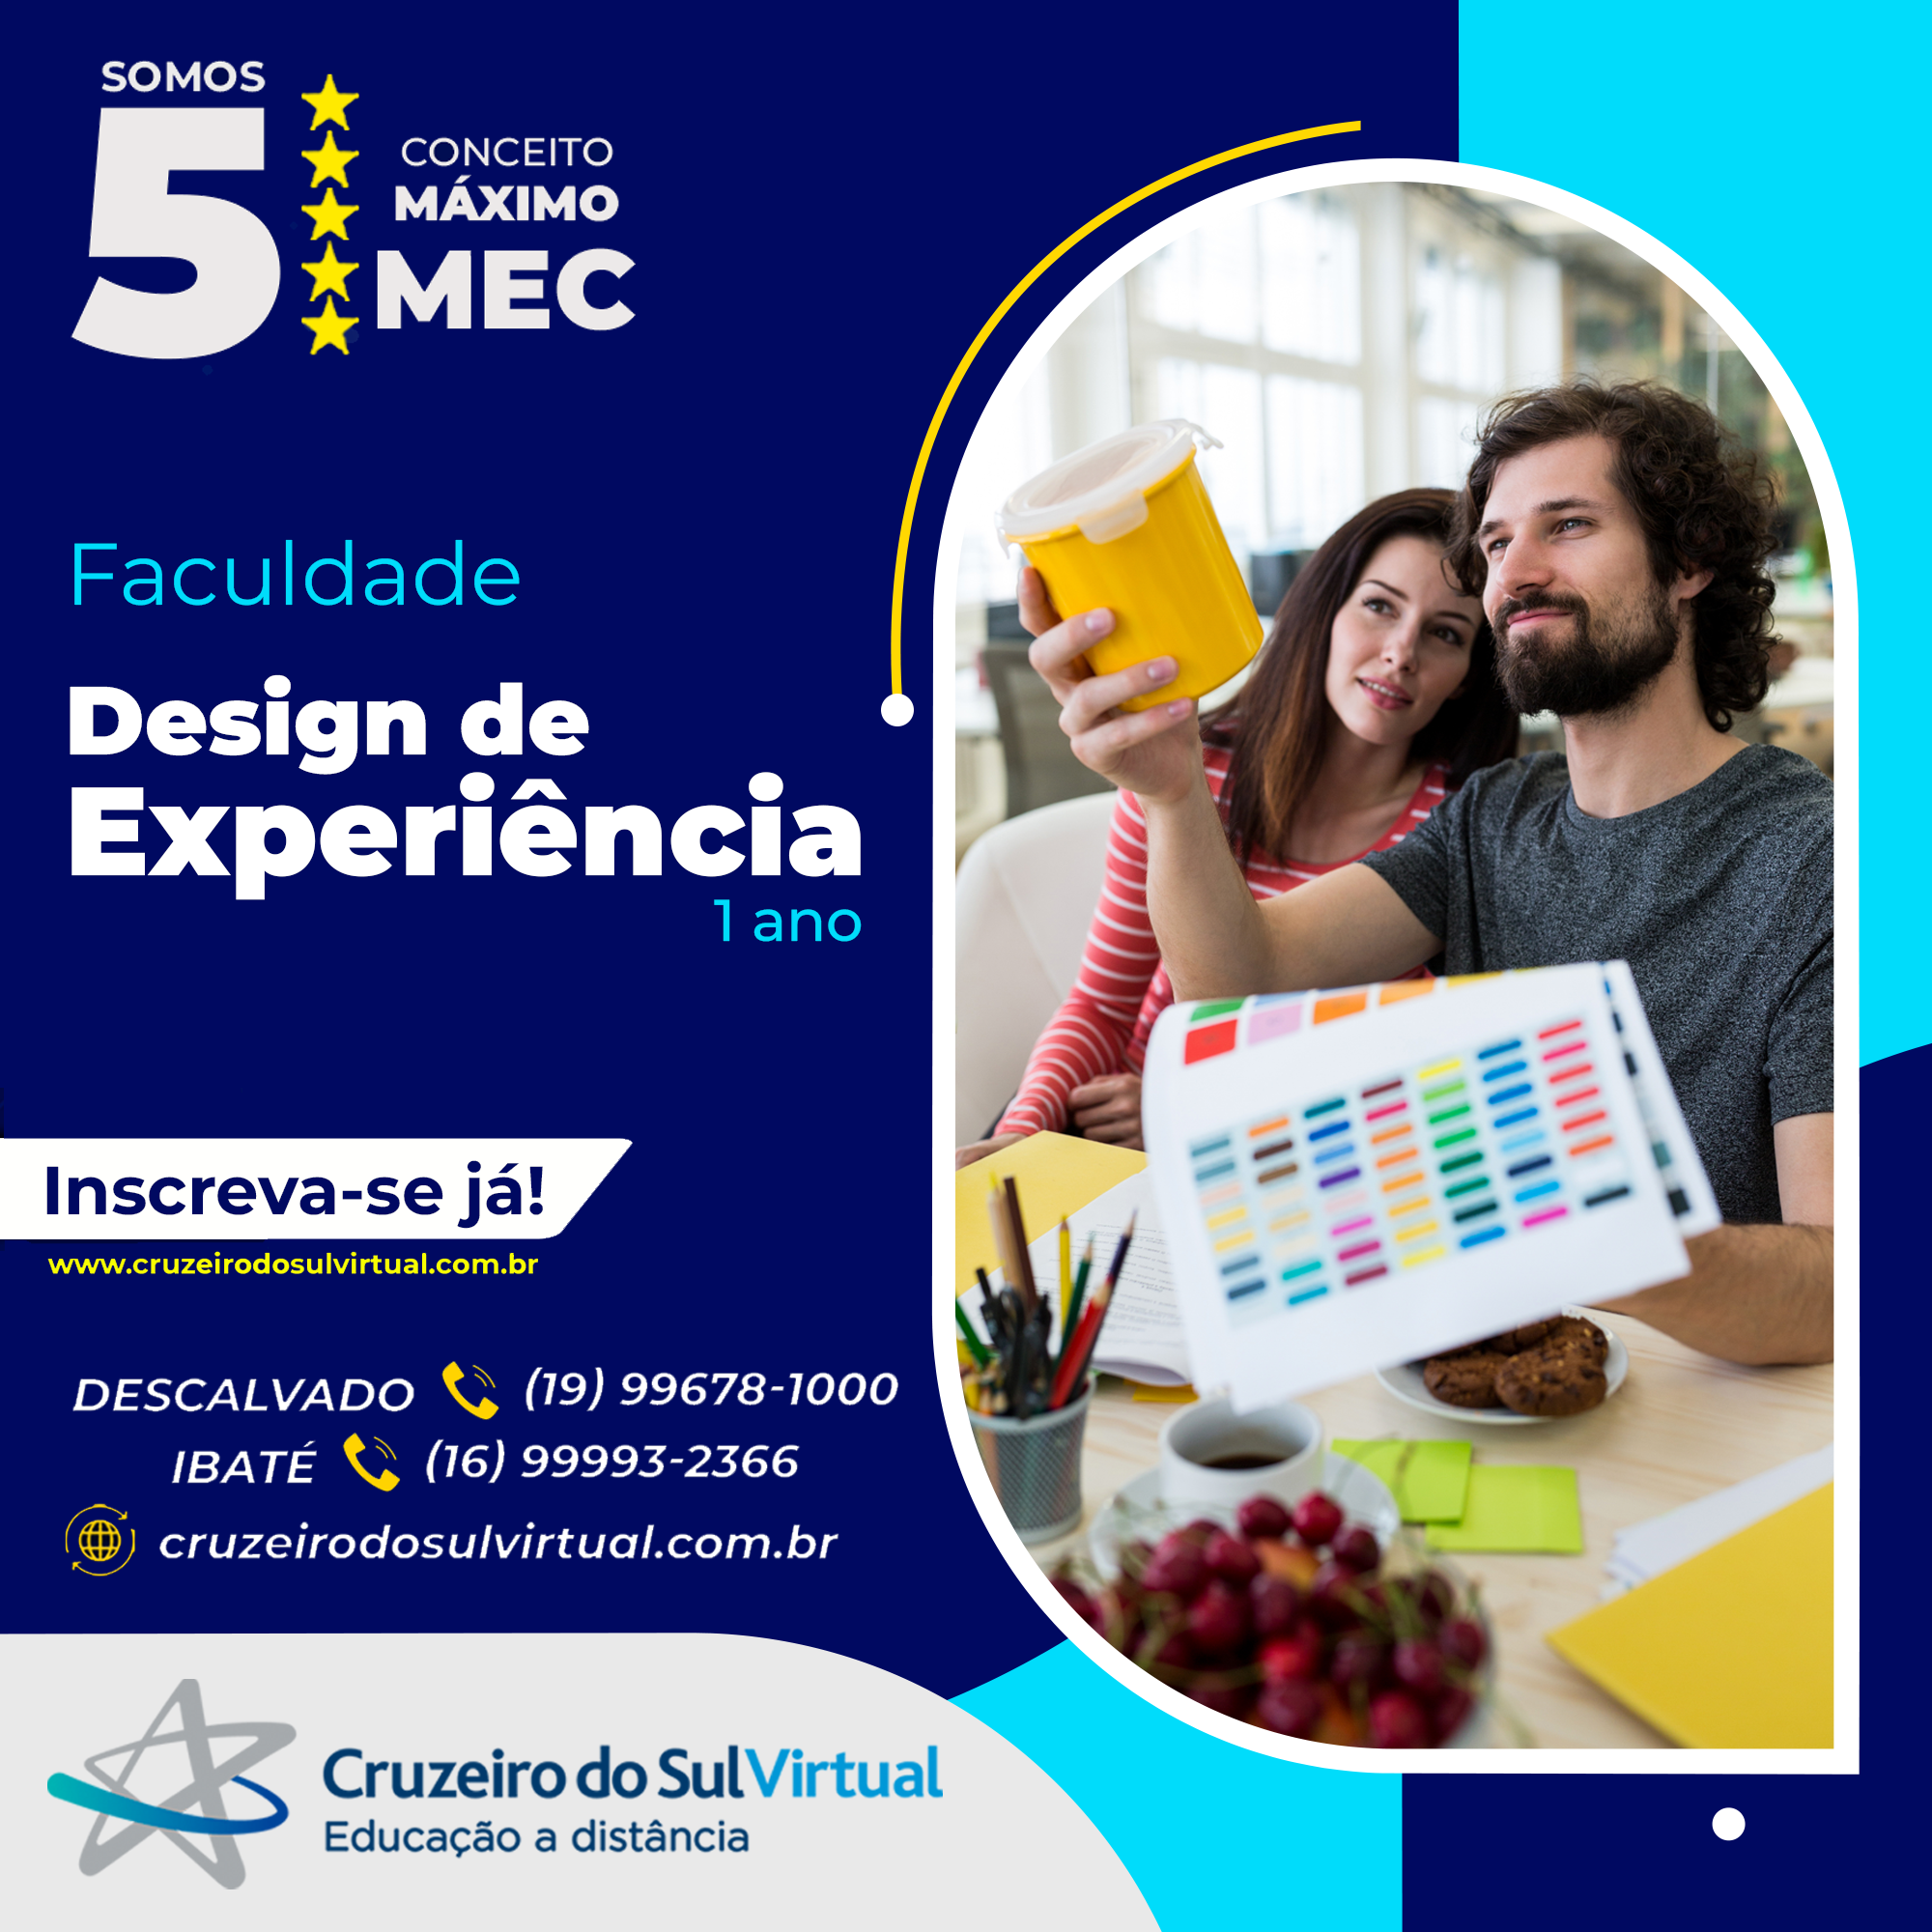 SOMOS
5
CONCEITO
MÁXIMO
MEC
Faculdade
Design de
Experiência
1 ano
Inscreva-se já!
www.cruzeirodosulvirtual.com.br
DESCALVADO (19) 99678-1000
IBATÉ (16) 99993-2366
cruzeirodosulvirtual.com.br
Cruzeiro do Sul Virtual
Educação a distância